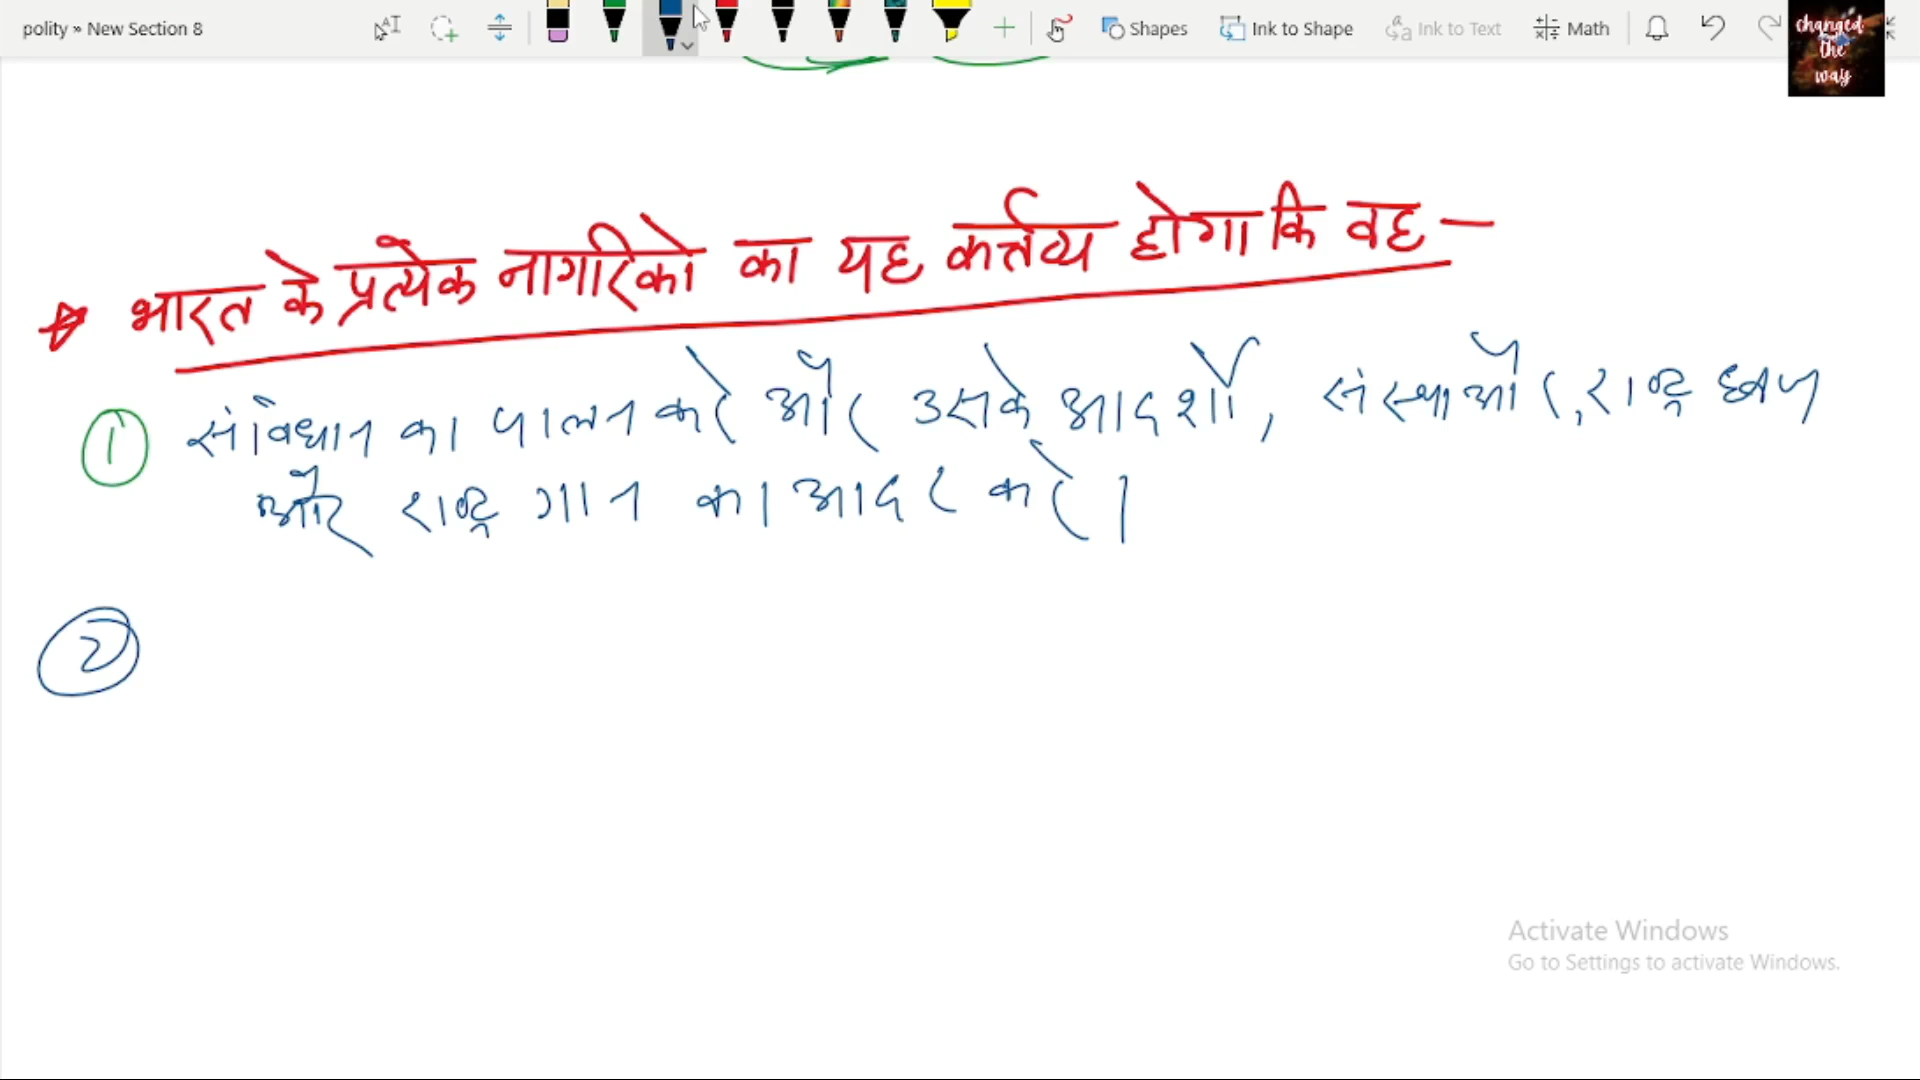 polity » New Section 8
Shapes
Ink to Shape
Ink to Text
Math
changed
the
way
भारत के प्रत्येक नागरिको का यह कर्त्तव्य होगा कि वह —
① संविधान का पालन करे और उसके आदर्शों, संस्थाओं, राष्ट्र ध्वज
और राष्ट्र गान का आदर करे।
②
Activate Windows
Go to Settings to activate Windows.